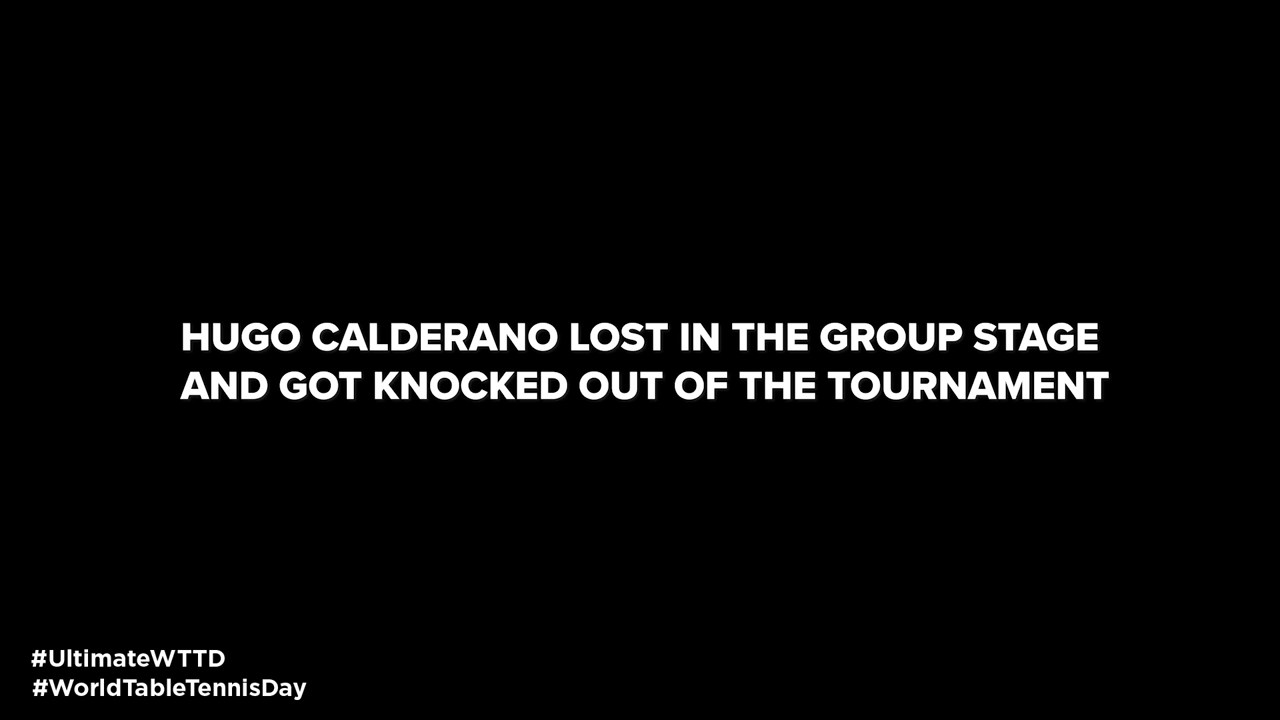 HUGO CALDERANO LOST IN THE GROUP STAGE
AND GOT KNOCKED OUT OF THE TOURNAMENT
#UltimateWTTD
#WorldTableTennisDay